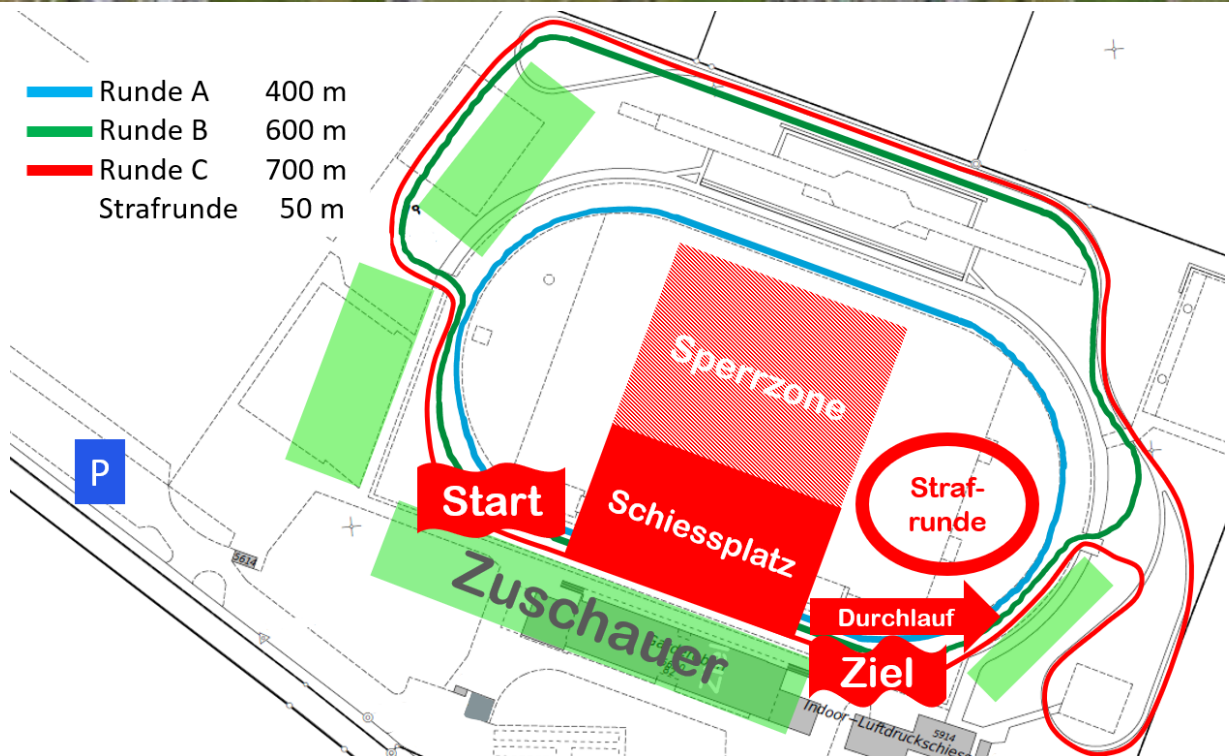 Runde A 400 m
Runde B 600 m
Runde C 700 m
Strafrunde 50 m
Sperrzone
P
Start
Schiessplatz
Straf-
runde
5614
Zuschauer
Durchlauf
Ziel
Indoor-Luftdruckschiess
5914